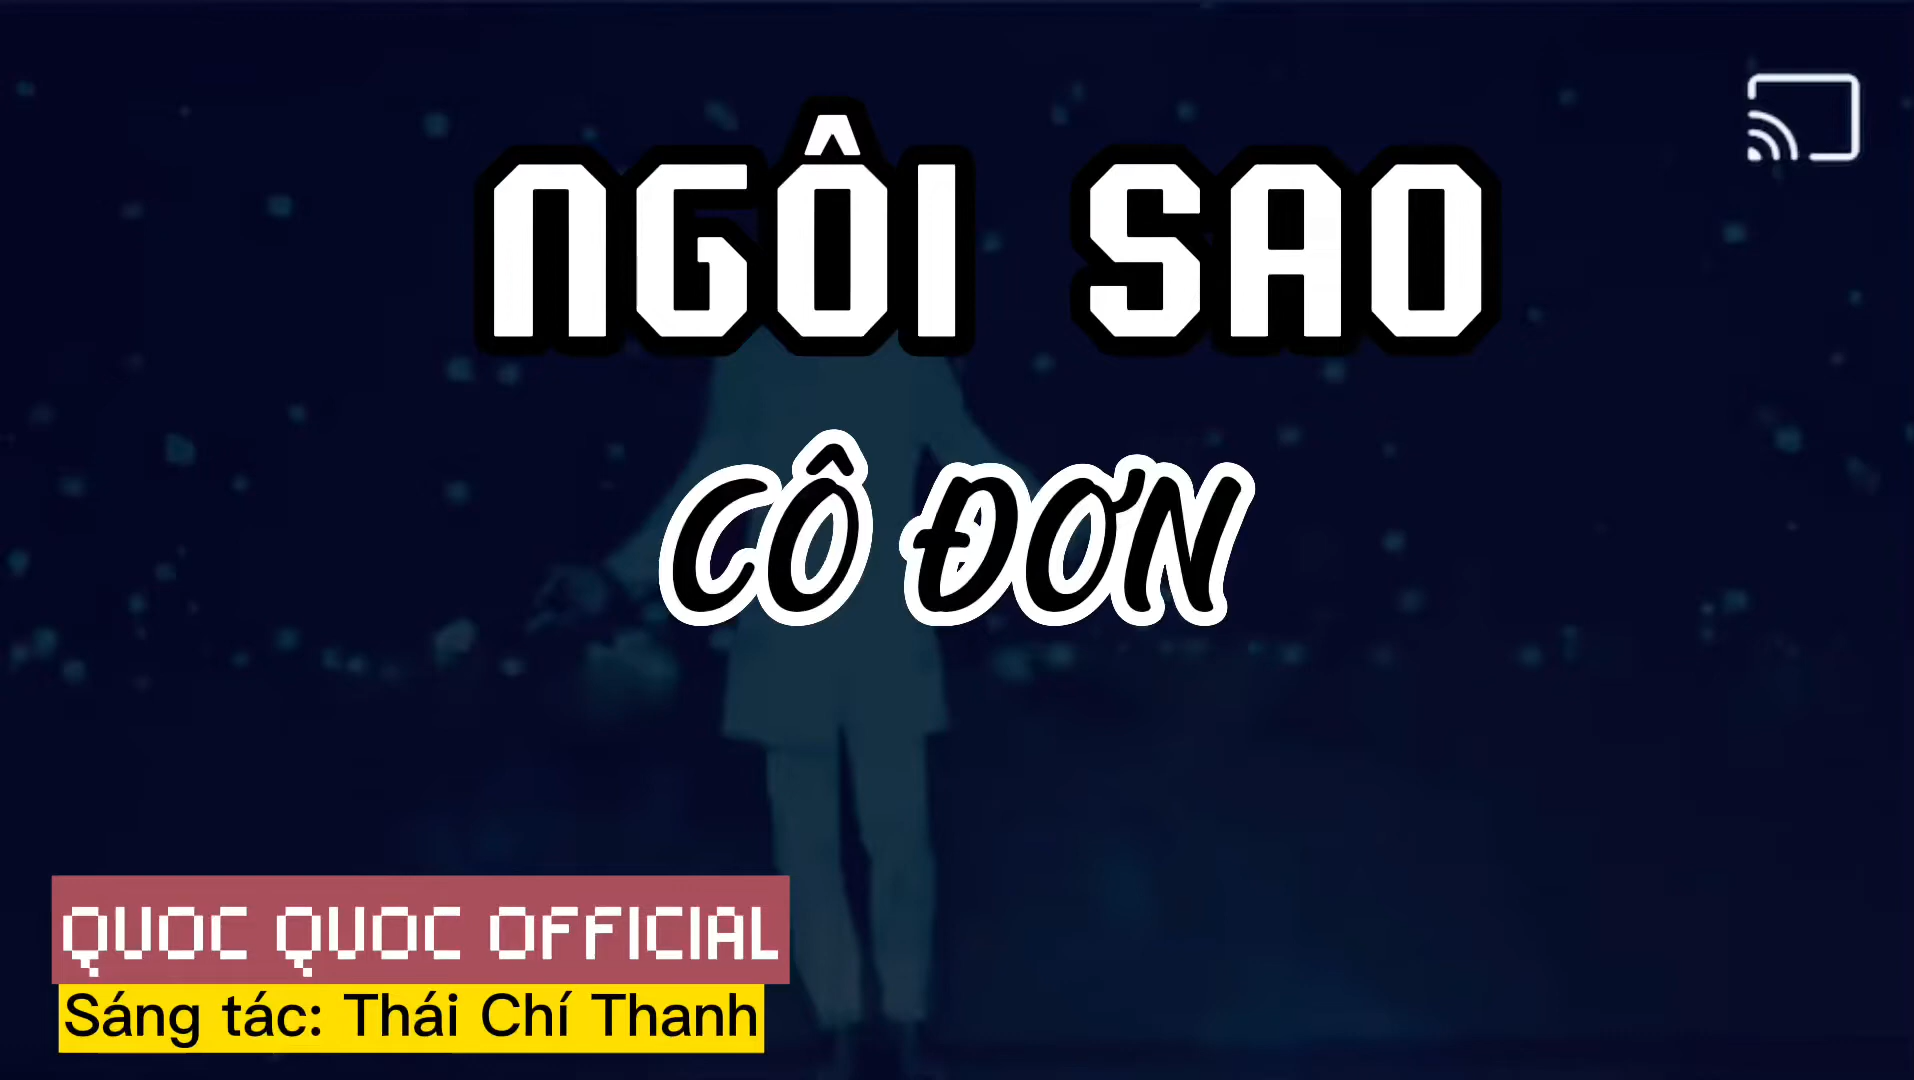 NGÔI SAO
CÔ ĐƠN
QUOC QUOC OFFICIAL
Sáng tác: Thái Chí Thanh